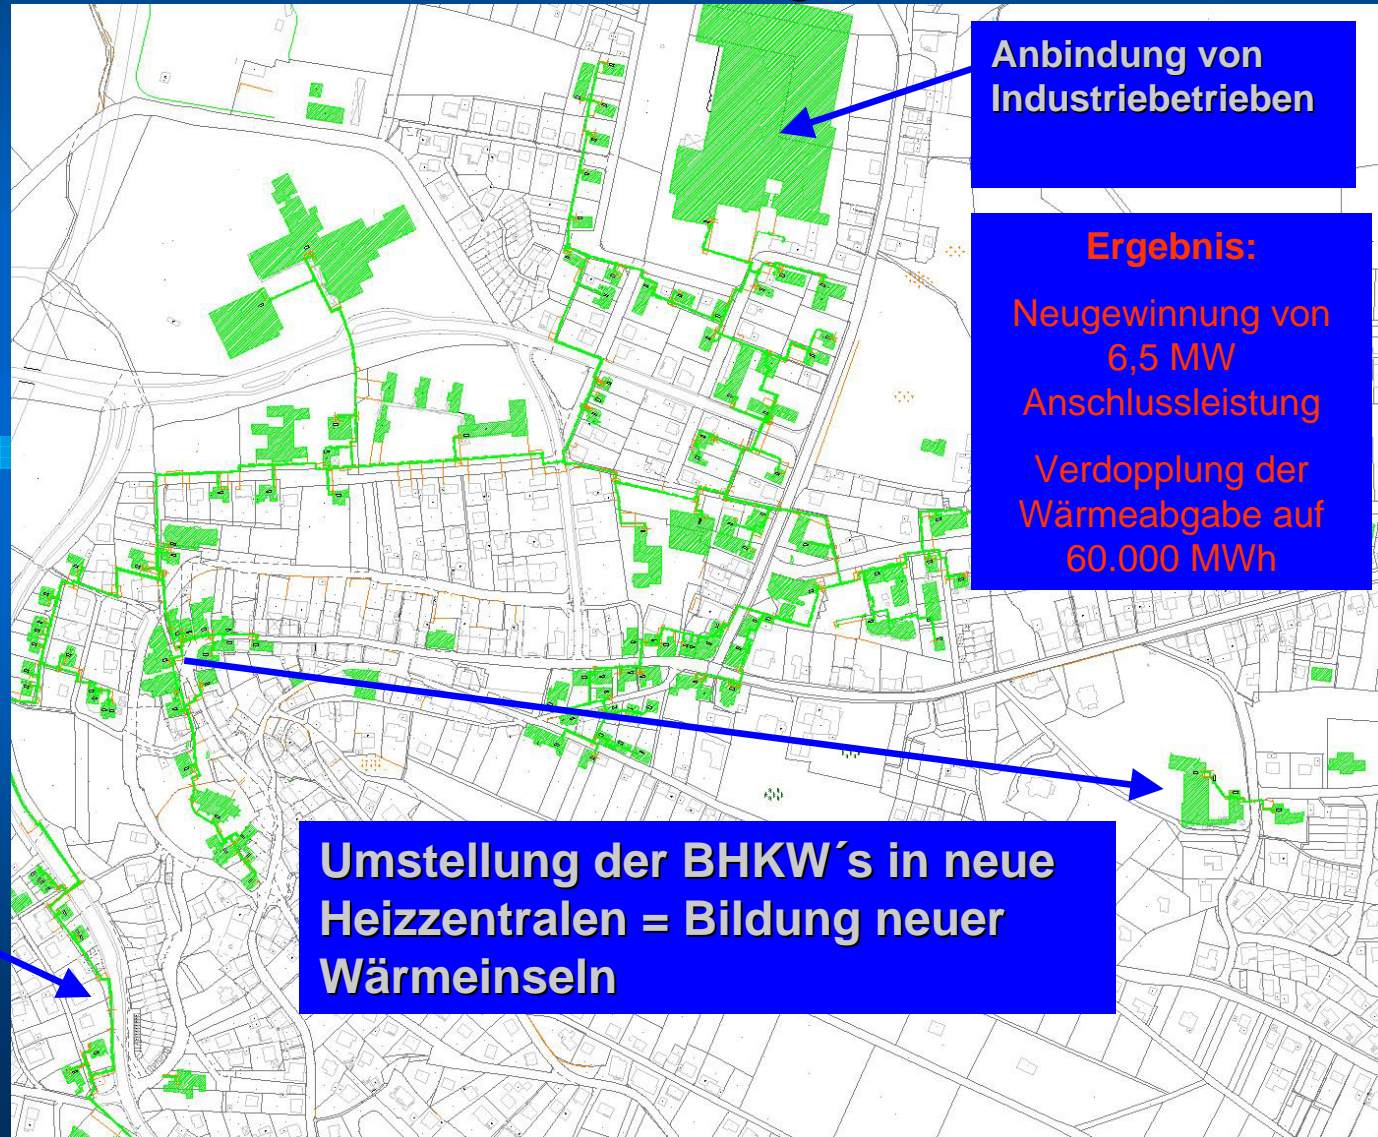 Anbindung von
Industriebetrieben
Ergebnis:
Neugewinnung von
6,5 MW
Anschlussleistung
Verdopplung der
Wärmeabgabe auf
60.000 MWh
Umstellung der BHKW´s in neue
Heizzentralen = Bildung neuer
Wärmeinseln